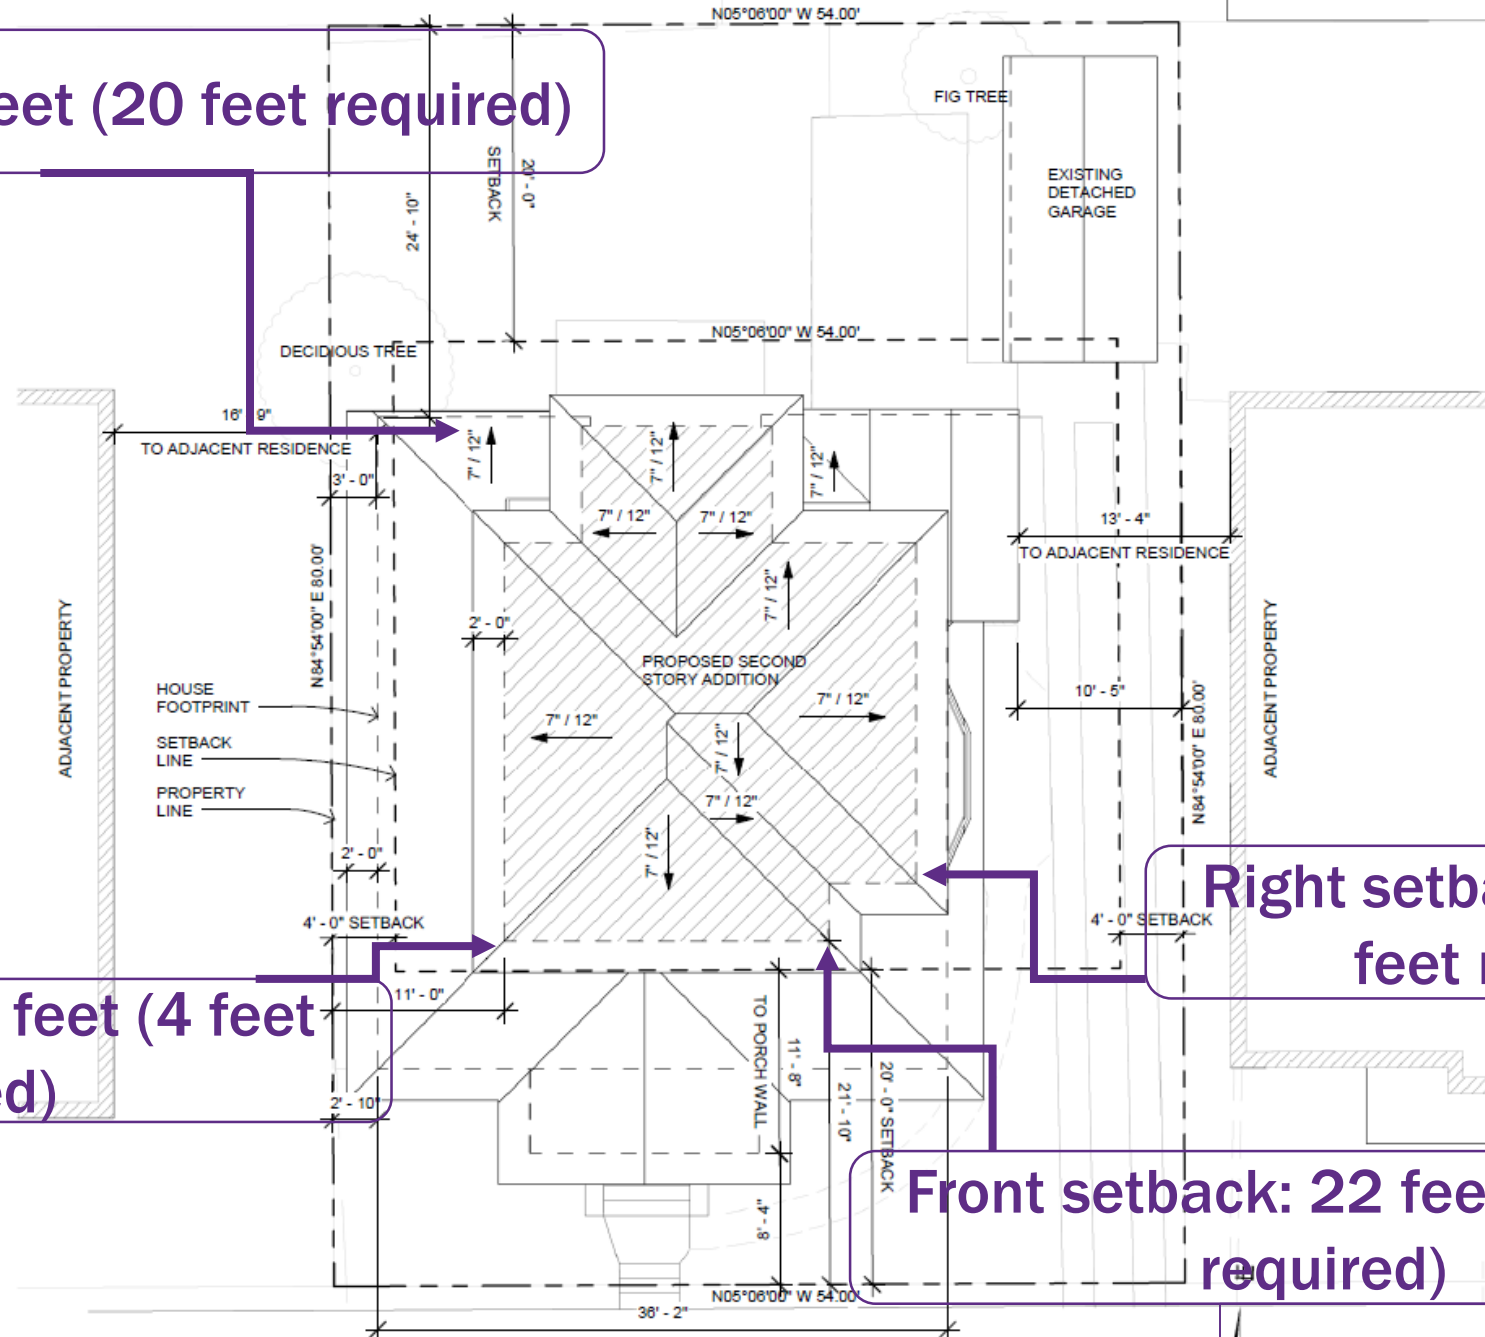 N05°06'00" W 54.00'
eet (20 feet required)
FIG TREE
SETBACK
20' - 0"
24' - 10"
EXISTING
DETACHED
GARAGE
N05°06'00" W 54.00'
DECIDIOUS TREE
16' 9"
TO ADJACENT RESIDENCE
3' - 0"
7" / 12"
7" / 12"
7" / 12"
7" / 12"
7" / 12"
13' - 4"
TO ADJACENT RESIDENCE
7" / 12"
N84°54'00" E 80.00'
2' - 0"
ADJACENT PROPERTY
ADJACENT PROPERTY
PROPOSED SECOND
STORY ADDITION
HOUSE
FOOTPRINT
7" / 12"
10' - 5"
7" / 12"
SETBACK
LINE
7" / 12"
N84°54'00" E 80.00'
PROPERTY
LINE
7" / 12"
7" / 12"
2' - 0"
Right setba
feet
4' - 0" SETBACK
4' - 0" SETBACK
11' - 0"
feet (4 feet
ed)
2' - 10"
TO PORCH WALL
11' - 8"
21' - 10"
20' - 0" SETBACK
8' - 4"
Front setback: 22 fee
required)
N05°06'00" W 54.00'
36' - 2"